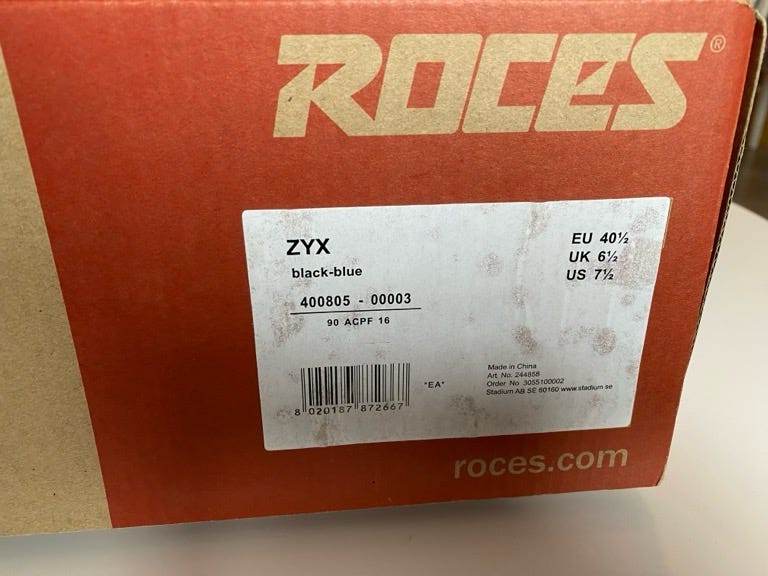 ROCES®
ZYX
black-blue
400805 - 00003
90 ACPF 16
EU 40½
UK 6½
US 7½
8 020187 872667
"EA"
Made in China
Art. No. 244858
Order No 3055100002
Stadium AB SE 60160 www.stadium.se
roces.com